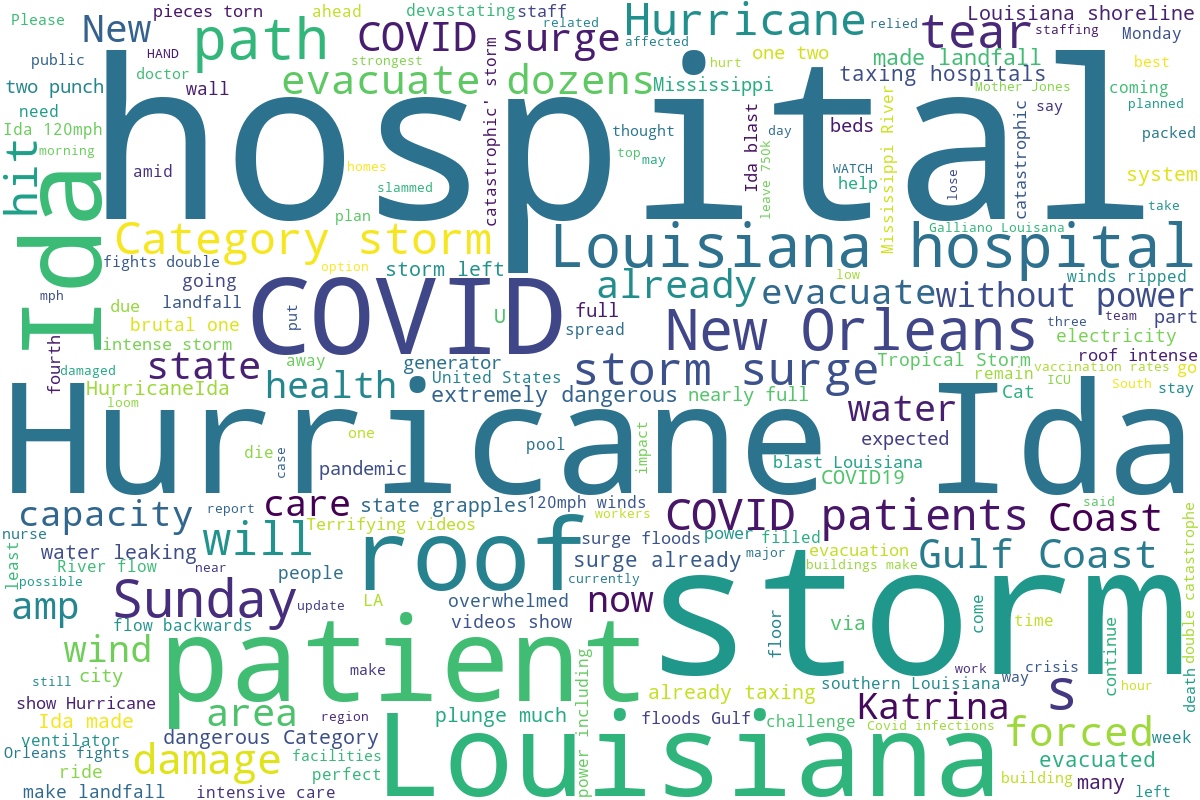 Please
pieces torn
ahead
devastating
staff
Hurricane
related
relied
tear
Louisiana shoreline
New
path
COVID surge
affected
staffing
Monday
public
HAND
strongest
hurt
one two
made landfall
best
doctor
evacuate dozens
Mississippi
taxing hospitals
Mother Jones
coming
two punch
wall
need
catastrophic' storm
hospital
thought
day
beds
say
planned
packed
Ida 120mph
morning
hit
amid
homes
top
may
Ida blast
leave 750k
WATCH
help
Mississippi River
lose
catastrophic
system
take
slammed
plan
Ida
Category storm
Louisiana hospital
Galliano Louisana
fights double
option
storm left
already
low
winds ripped
mph
going
landfall
due
COVID
put
full
U
spread
evacuate
without power
brutal one
New Orleans
three
team
part
electricity
intense storm
fourth
state
away
generator
storm surge
Tropical Storm
roof intense
damaged
HurricaneIda
health
United States
remain
vaccination rates
go
ICU
South
stay
loom
extremely dangerous
nearly full
Cat
Hurricane Ida
water
expected
one
die
case
pandemic
pool
impact
blast Louisiana
COVID19
care
state grapples
120mph winds
workers
COVID patients
said
Coast
capacity
report
Terrifying videos
will
roof
surge floods
power
filled
nurse
least
water leaking
near
surge already
major
evacuation
Gulf Coast
River flow
people
currently
buildings make
possible
double catastrophe
amp
Sunday
update
LA
overwhelmed
now
storm
videos show
flow backwards
floor
via
come
time
continue
wind
patient
city
make
work
way
crisis
still
already taxing
southern Louisiana
hour
death
show Hurricane
power including
Katrina
s
Ida made
area
region
plunge much
Louisiana
floods Gulf
challenge
Covid infections
forced
week
ventilator
dangerous Category
Orleans fights
damage
facilities
evacuated
ride
perfect
building
many
make landfall
intensive care
left